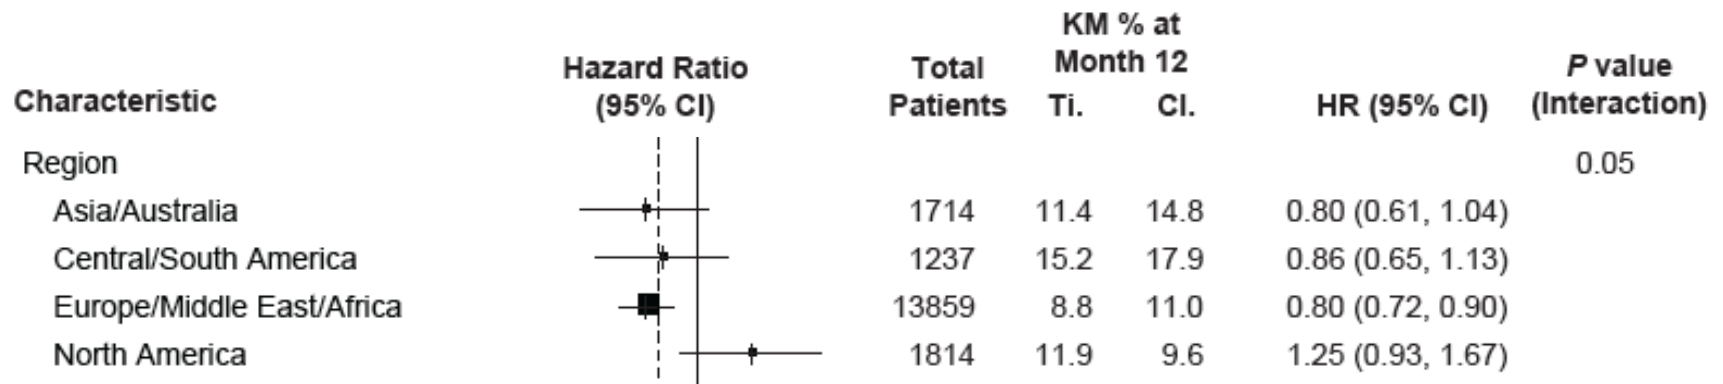 KM % at
Hazard Ratio Total Month 12 P value
Characteristic (95% CI) Patients Ti. Cl. HR (95% CI) (Interaction)
Region 0.05
Asia/Australia 1714 11.4 14.8 0.80 (0.61, 1.04)
Central/South America 1237 15.2 17.9 0.86 (0.65, 1.13)
Europe/Middle East/Africa 13859 8.8 11.0 0.80 (0.72, 0.90)
North America 1814 11.9 9.6 1.25 (0.93, 1.67)